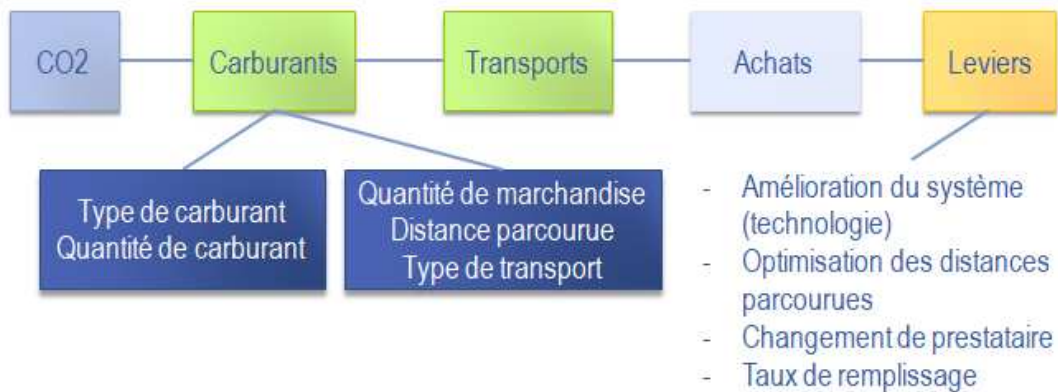 CO2
Carburants
Transports
Achats
Leviers
Type de carburant
Quantité de carburant
Quantité de marchandise
Distance parcourue
Type de transport
- Amélioration du système
(technologie)
- Optimisation des distances
parcourues
- Changement de prestataire
- Taux de remplissage